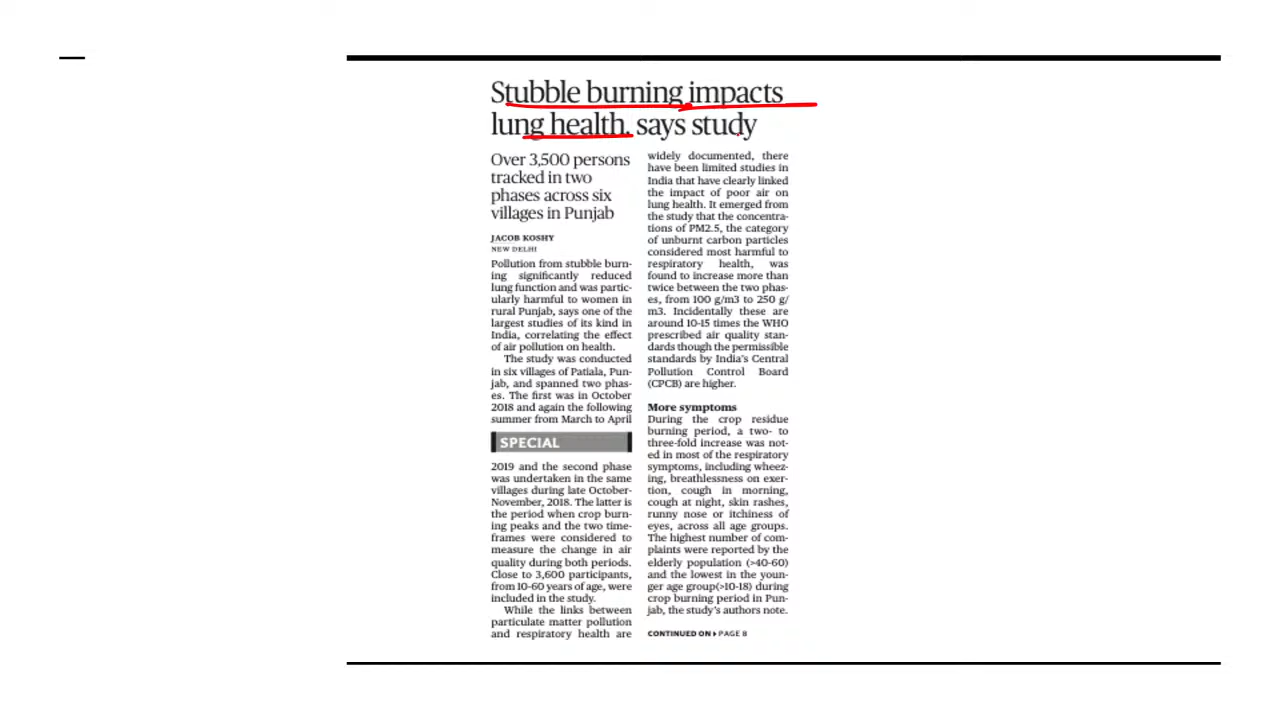 Stubble burning impacts
lung health, says study
Over 3,500 persons
tracked in two
phases across six
villages in Punjab
JACOB KOSHY
NEW DELHI
Pollution from stubble burn-
ing significantly reduced
lung function and was partic-
ularly harmful to women in
rural Punjab, says one of the
largest studies of its kind in
India, correlating the effect
of air pollution on health.
The study was conducted
in six villages of Patiala, Pun-
jab, and spanned two phas-
es. The first was in October
2018 and again the following
summer from March to April
SPECIAL
2019 and the second phase
was undertaken in the same
villages during late October-
November, 2018. The latter is
the period when crop burn-
ing peaks and the two time-
frames were considered to
measure the change in air
quality during both periods.
Close to 3,600 participants,
from 10-60 years of age, were
included in the study.
While the links between
particulate matter pollution
and respiratory health are
widely documented, there
have been limited studies in
India that have clearly linked
the impact of poor air on
lung health. It emerged from
the study that the concentra-
tions of PM2.5, the category
of unburnt carbon particles
considered most harmful to
respiratory health, was
found to increase more than
twice between the two phas-
es, from 100 g/m3 to 250 g/
m3. Incidentally these are
around 10-15 times the WHO
prescribed air quality stan-
dards though the permissible
standards by India's Central
Pollution Control Board
(CPCB) are higher.
More symptoms
During the crop residue
burning period, a two- to
three-fold increase was not-
ed in most of the respiratory
symptoms, including wheez-
ing, breathlessness on exer-
tion, cough in morning,
cough at night, skin rashes,
runny nose or itchiness of
eyes, across all age groups.
The highest number of com-
plaints were reported by the
elderly population (>40-60)
and the lowest in the youn-
ger age group(>10-18) during
crop burning period in Pun-
jab, the study's authors note.
CONTINUED ON ▸ PAGE 8